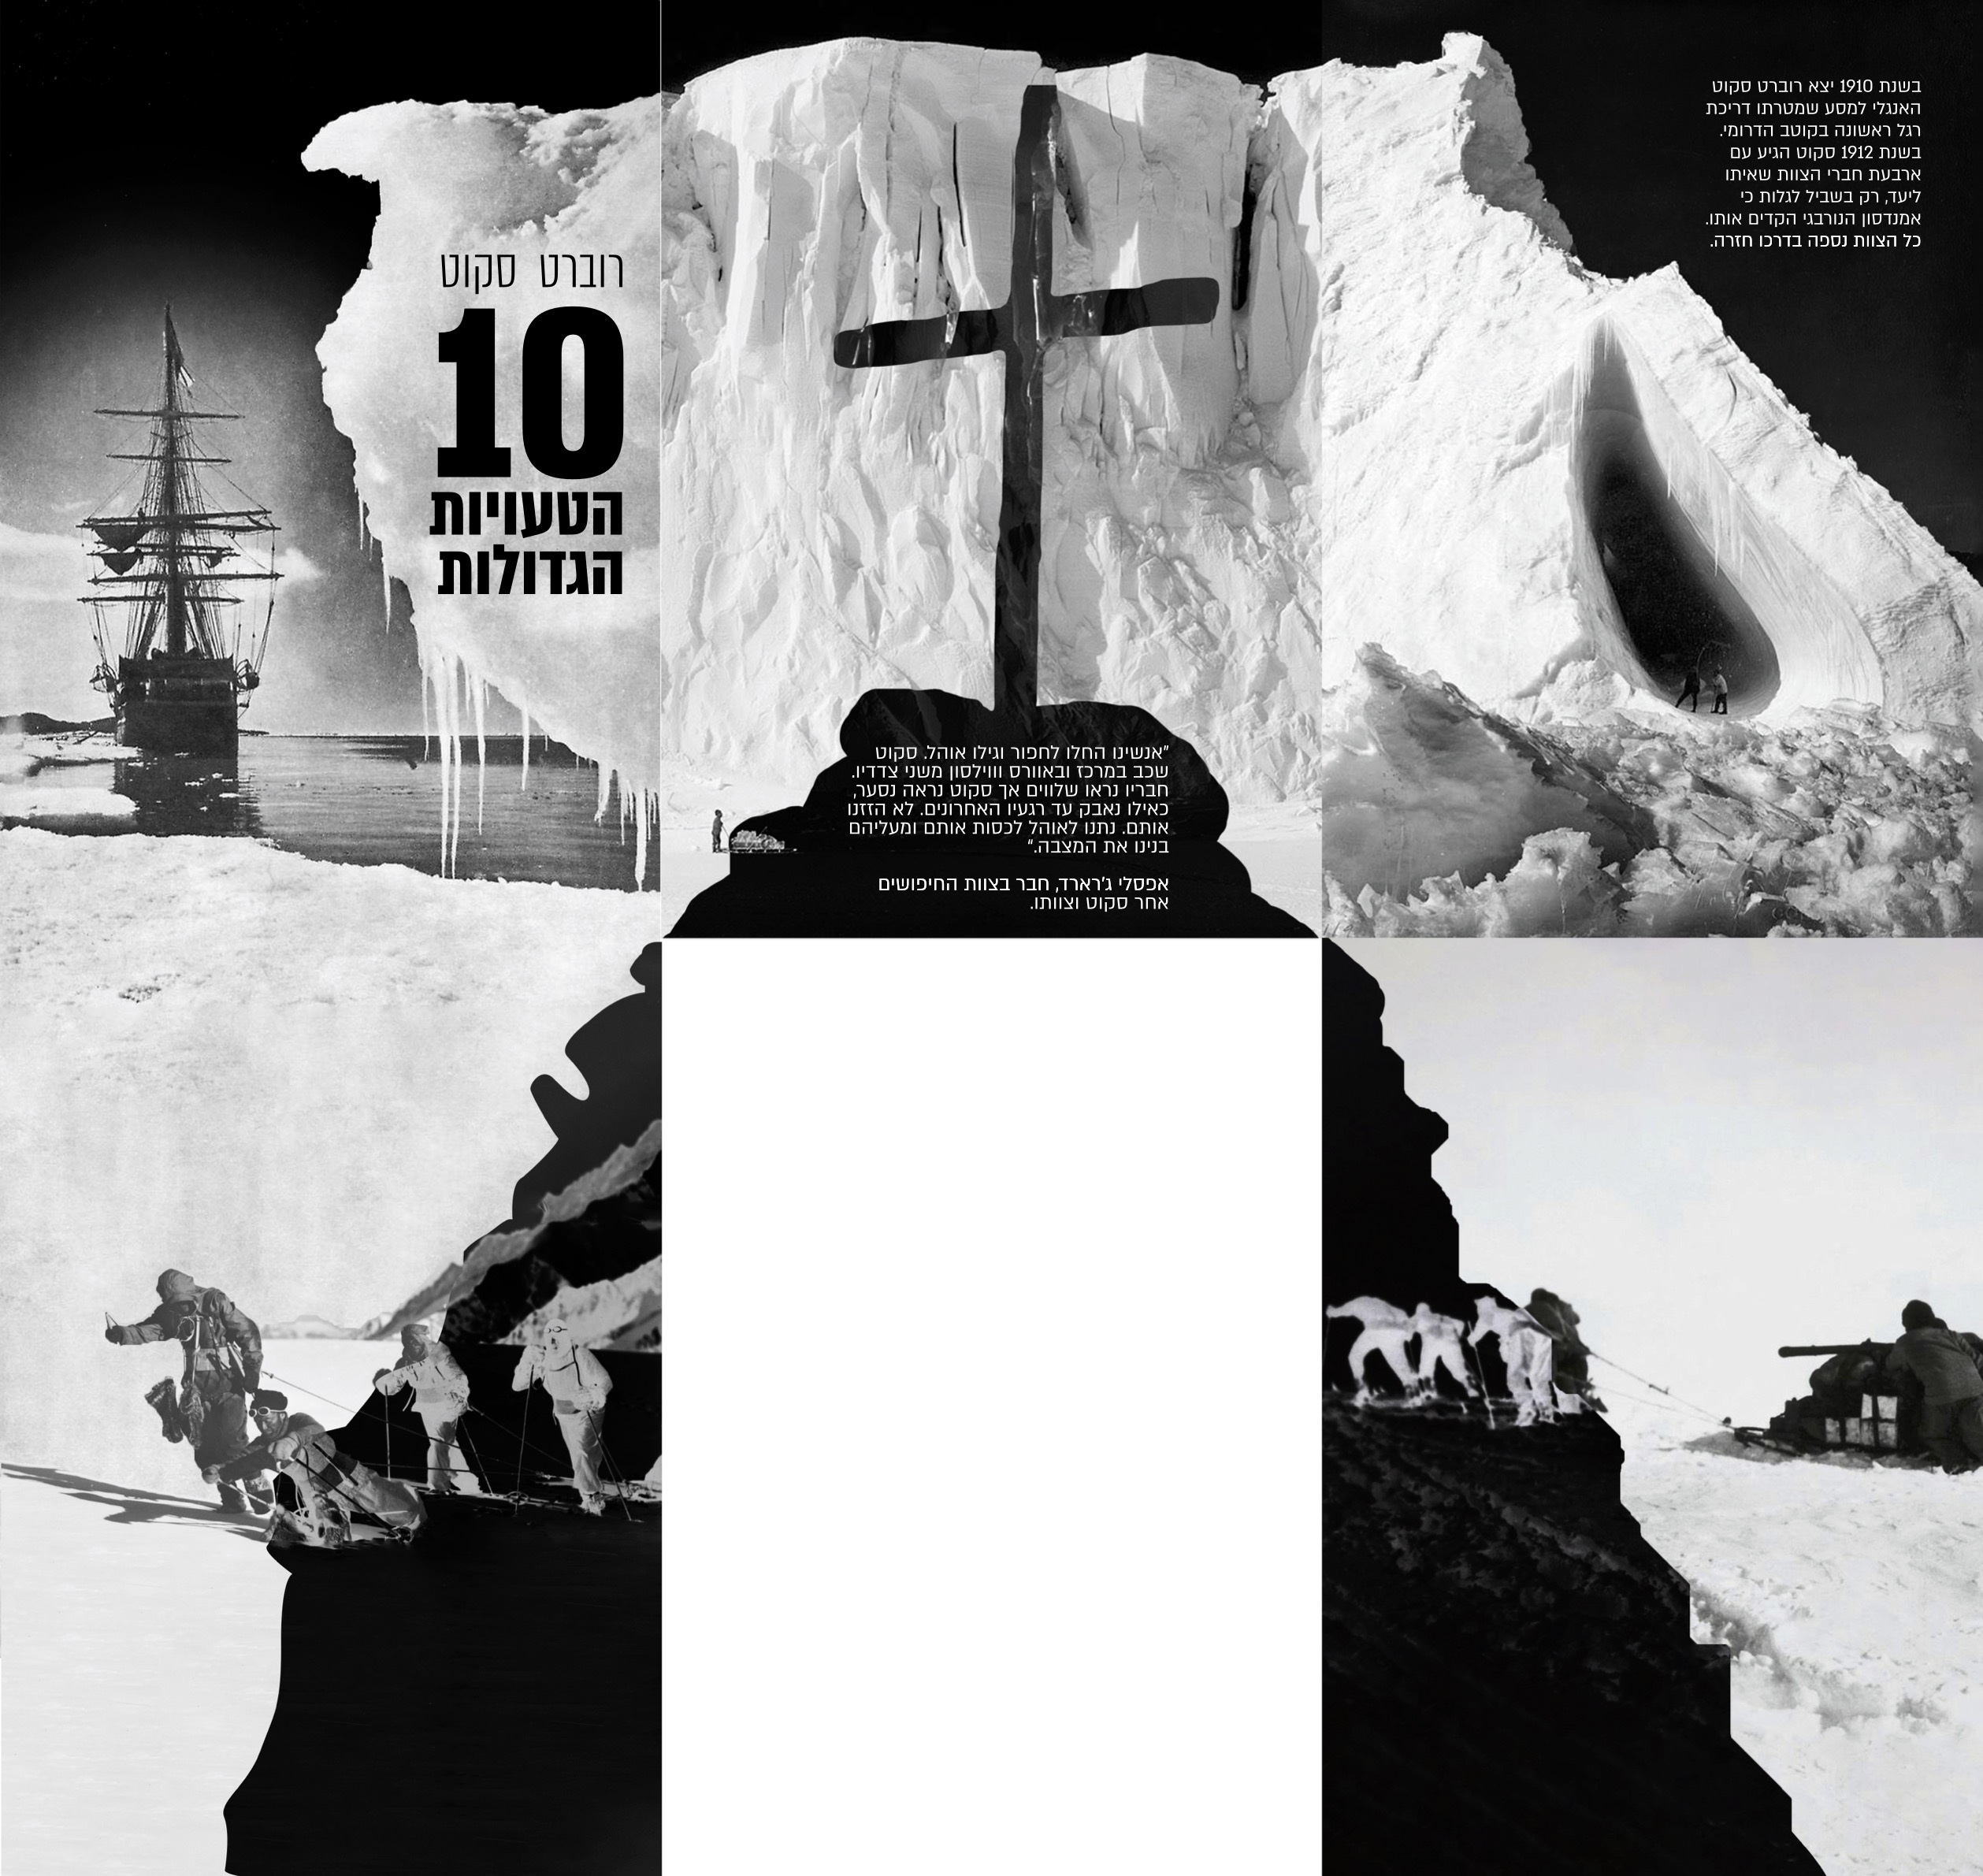 רוברט סקוט
10
הטעויות
הגדולות
"אנשינו החלו לחפור וגילו אוהל. סקוט
שכב במרכז ובאוורס ווילסון משני צדדיו.
חבריו נראו שלווים אך סקוט נראה נסער,
כאילו נאבק עד רגעיו האחרונים. לא הזזנו
אותם. נתנו לאוהל לכסות אותם ומעליהם
בנינו את המצבה."
אפסלי ג'רארד, חבר בצוות החיפושים
אחר סקוט וצוותו.
בשנת 1910 יצא רוברט סקוט
האנגלי למסע שמטרתו דריכת
רגל ראשונה בקוטב הדרומי.
בשנת 1912 סקוט הגיע עם
ארבעת חברי הצוות שאיתו
ליעד, רק בשביל לגלות כי
אמנדסון הנורבגי הקדים אותו.
כל הצוות נספה בדרכו חזרה.